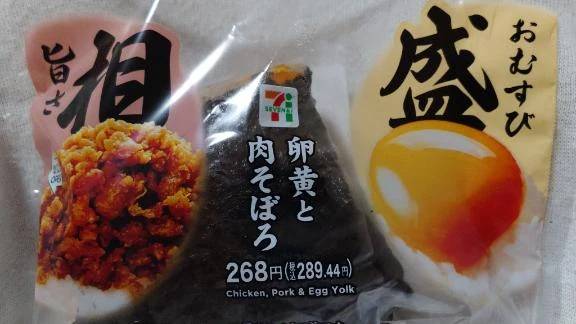 旨さ
相
盛
おむすび
SEVEN & i
卵黄と
肉そぼろ
268円(税込289.44円)
Chicken, Pork & Egg Yolk